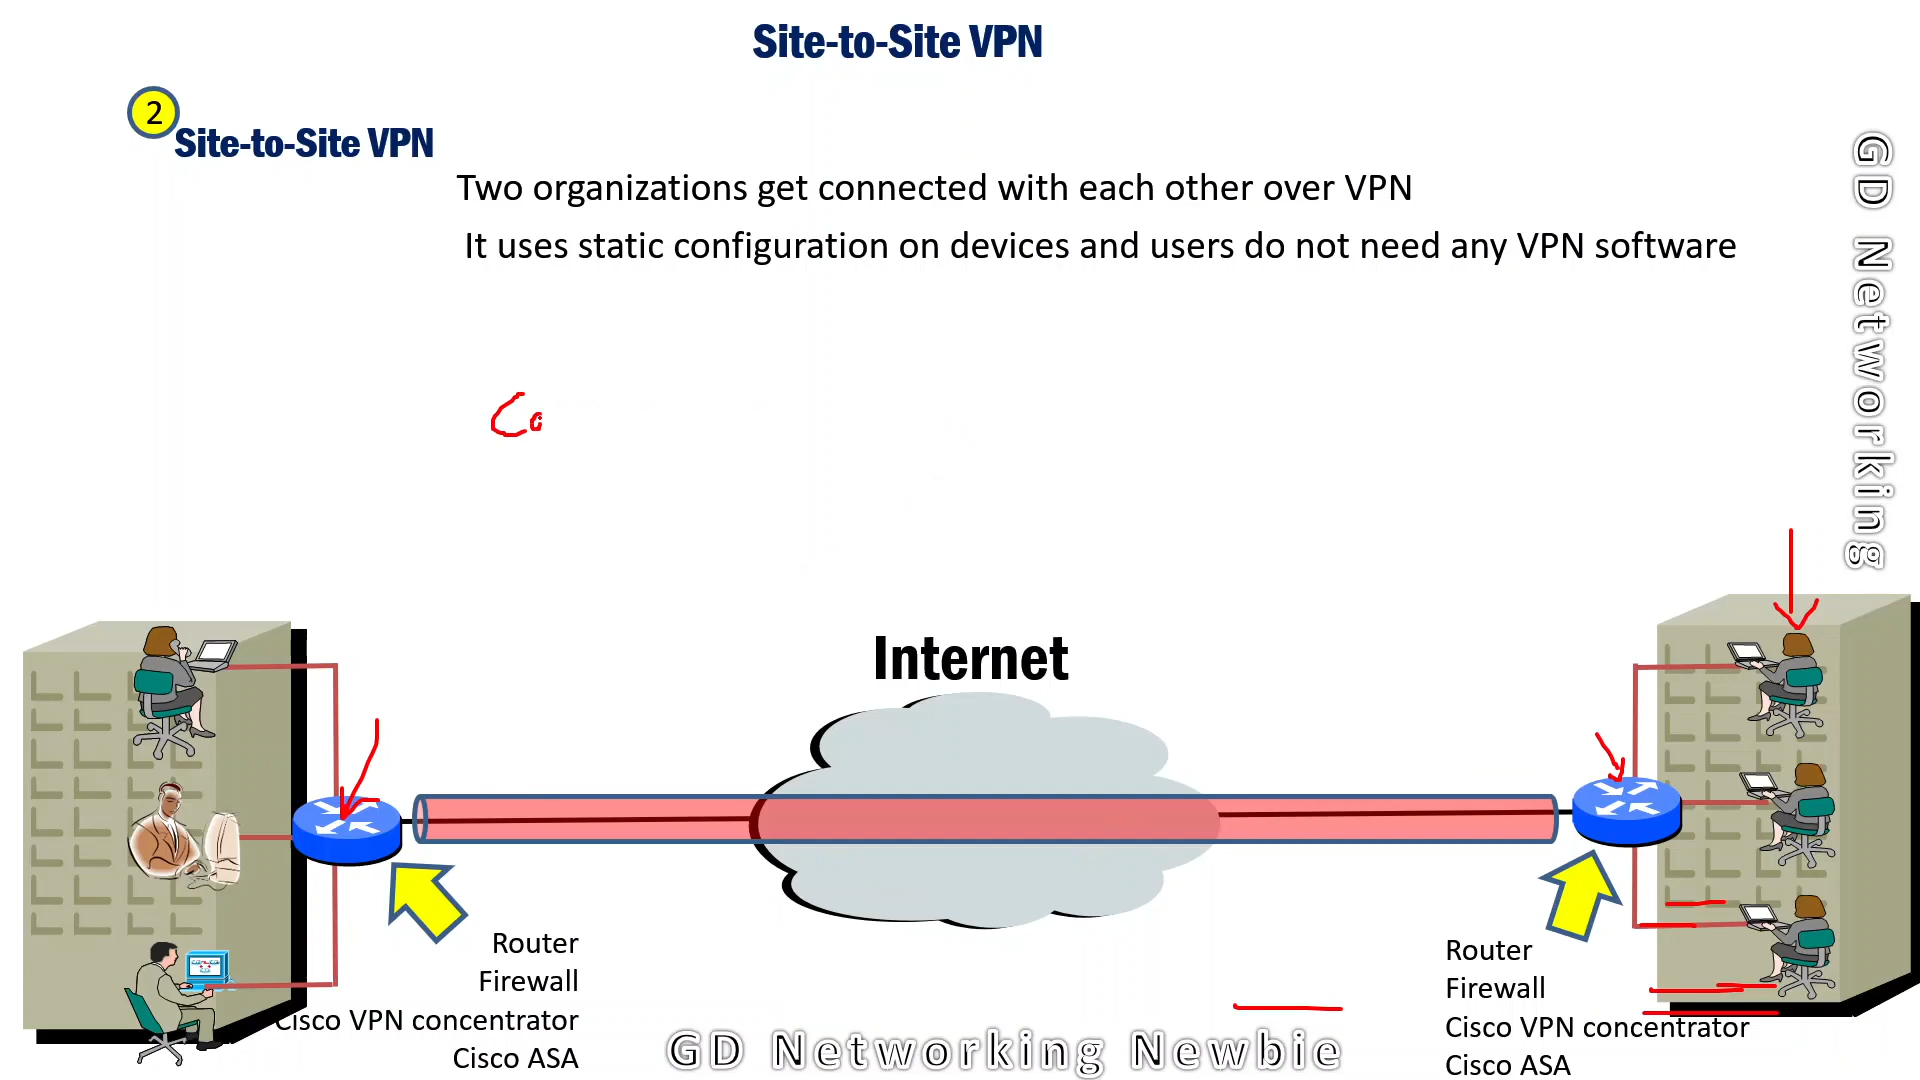 Site-to-Site VPN
2
Site-to-Site VPN
Two organizations get connected with each other over VPN
It uses static configuration on devices and users do not need any VPN software
GD Networking
Ca
Internet
Router
Firewall
Cisco VPN concentrator
Cisco ASA
Router
Firewall
Cisco VPN concentrator
Cisco ASA
GD Networking Newbie